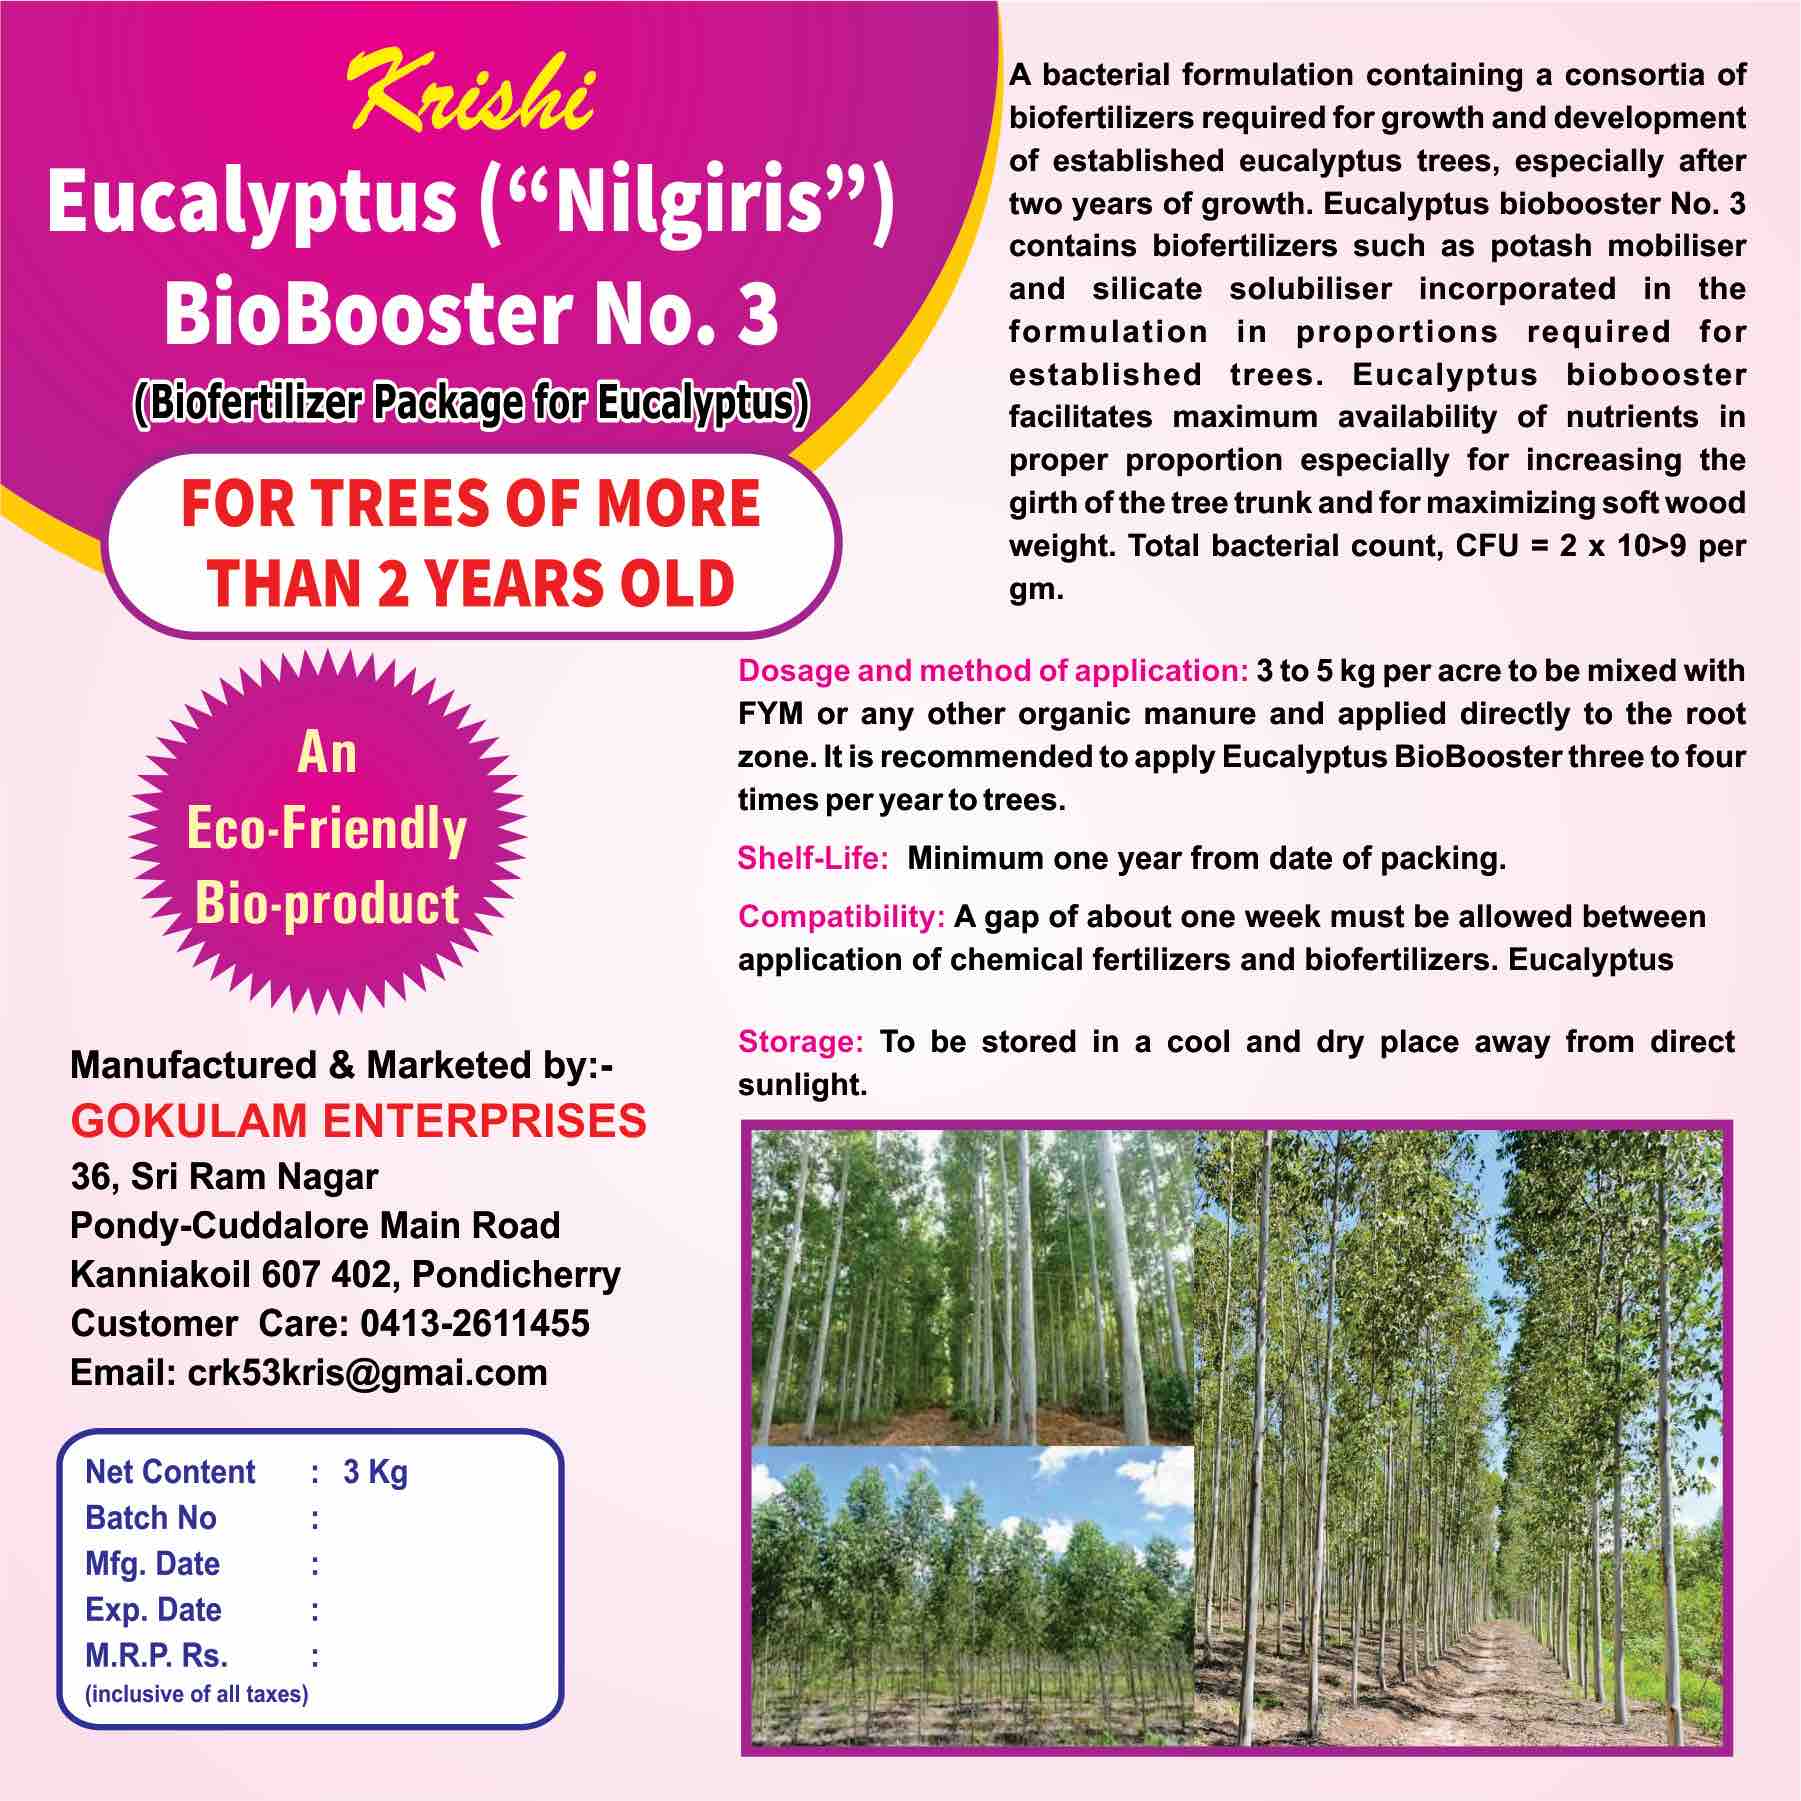 Krishi
Eucalyptus (“Nilgiris”)
BioBooster No. 3
(Biofertilizer Package for Eucalyptus)
FOR TREES OF MORE
THAN 2 YEARS OLD
A bacterial formulation containing a consortia of
biofertilizers required for growth and development
of established eucalyptus trees, especially after
two years of growth. Eucalyptus biobooster No. 3
contains biofertilizers such as potash mobiliser
and silicate solubiliser incorporated in the
formulation in proportions required for
established trees. Eucalyptus biobooster
facilitates maximum availability of nutrients in
proper proportion especially for increasing the
girth of the tree trunk and for maximizing soft wood
weight. Total bacterial count, CFU = 2 x 10>9 per
gm.
An
Eco-Friendly
Bio-product
Dosage and method of application: 3 to 5 kg per acre to be mixed with
FYM or any other organic manure and applied directly to the root
zone. It is recommended to apply Eucalyptus BioBooster three to four
times per year to trees.
Shelf-Life: Minimum one year from date of packing.
Compatibility: A gap of about one week must be allowed between
application of chemical fertilizers and biofertilizers. Eucalyptus
Storage: To be stored in a cool and dry place away from direct
sunlight.
Manufactured & Marketed by:-
GOKULAM ENTERPRISES
36, Sri Ram Nagar
Pondy-Cuddalore Main Road
Kanniakoil 607 402, Pondicherry
Customer Care: 0413-2611455
Email: crk53kris@gmai.com
Net Content : 3 Kg
Batch No :
Mfg. Date :
Exp. Date :
M.R.P. Rs. :
(inclusive of all taxes)